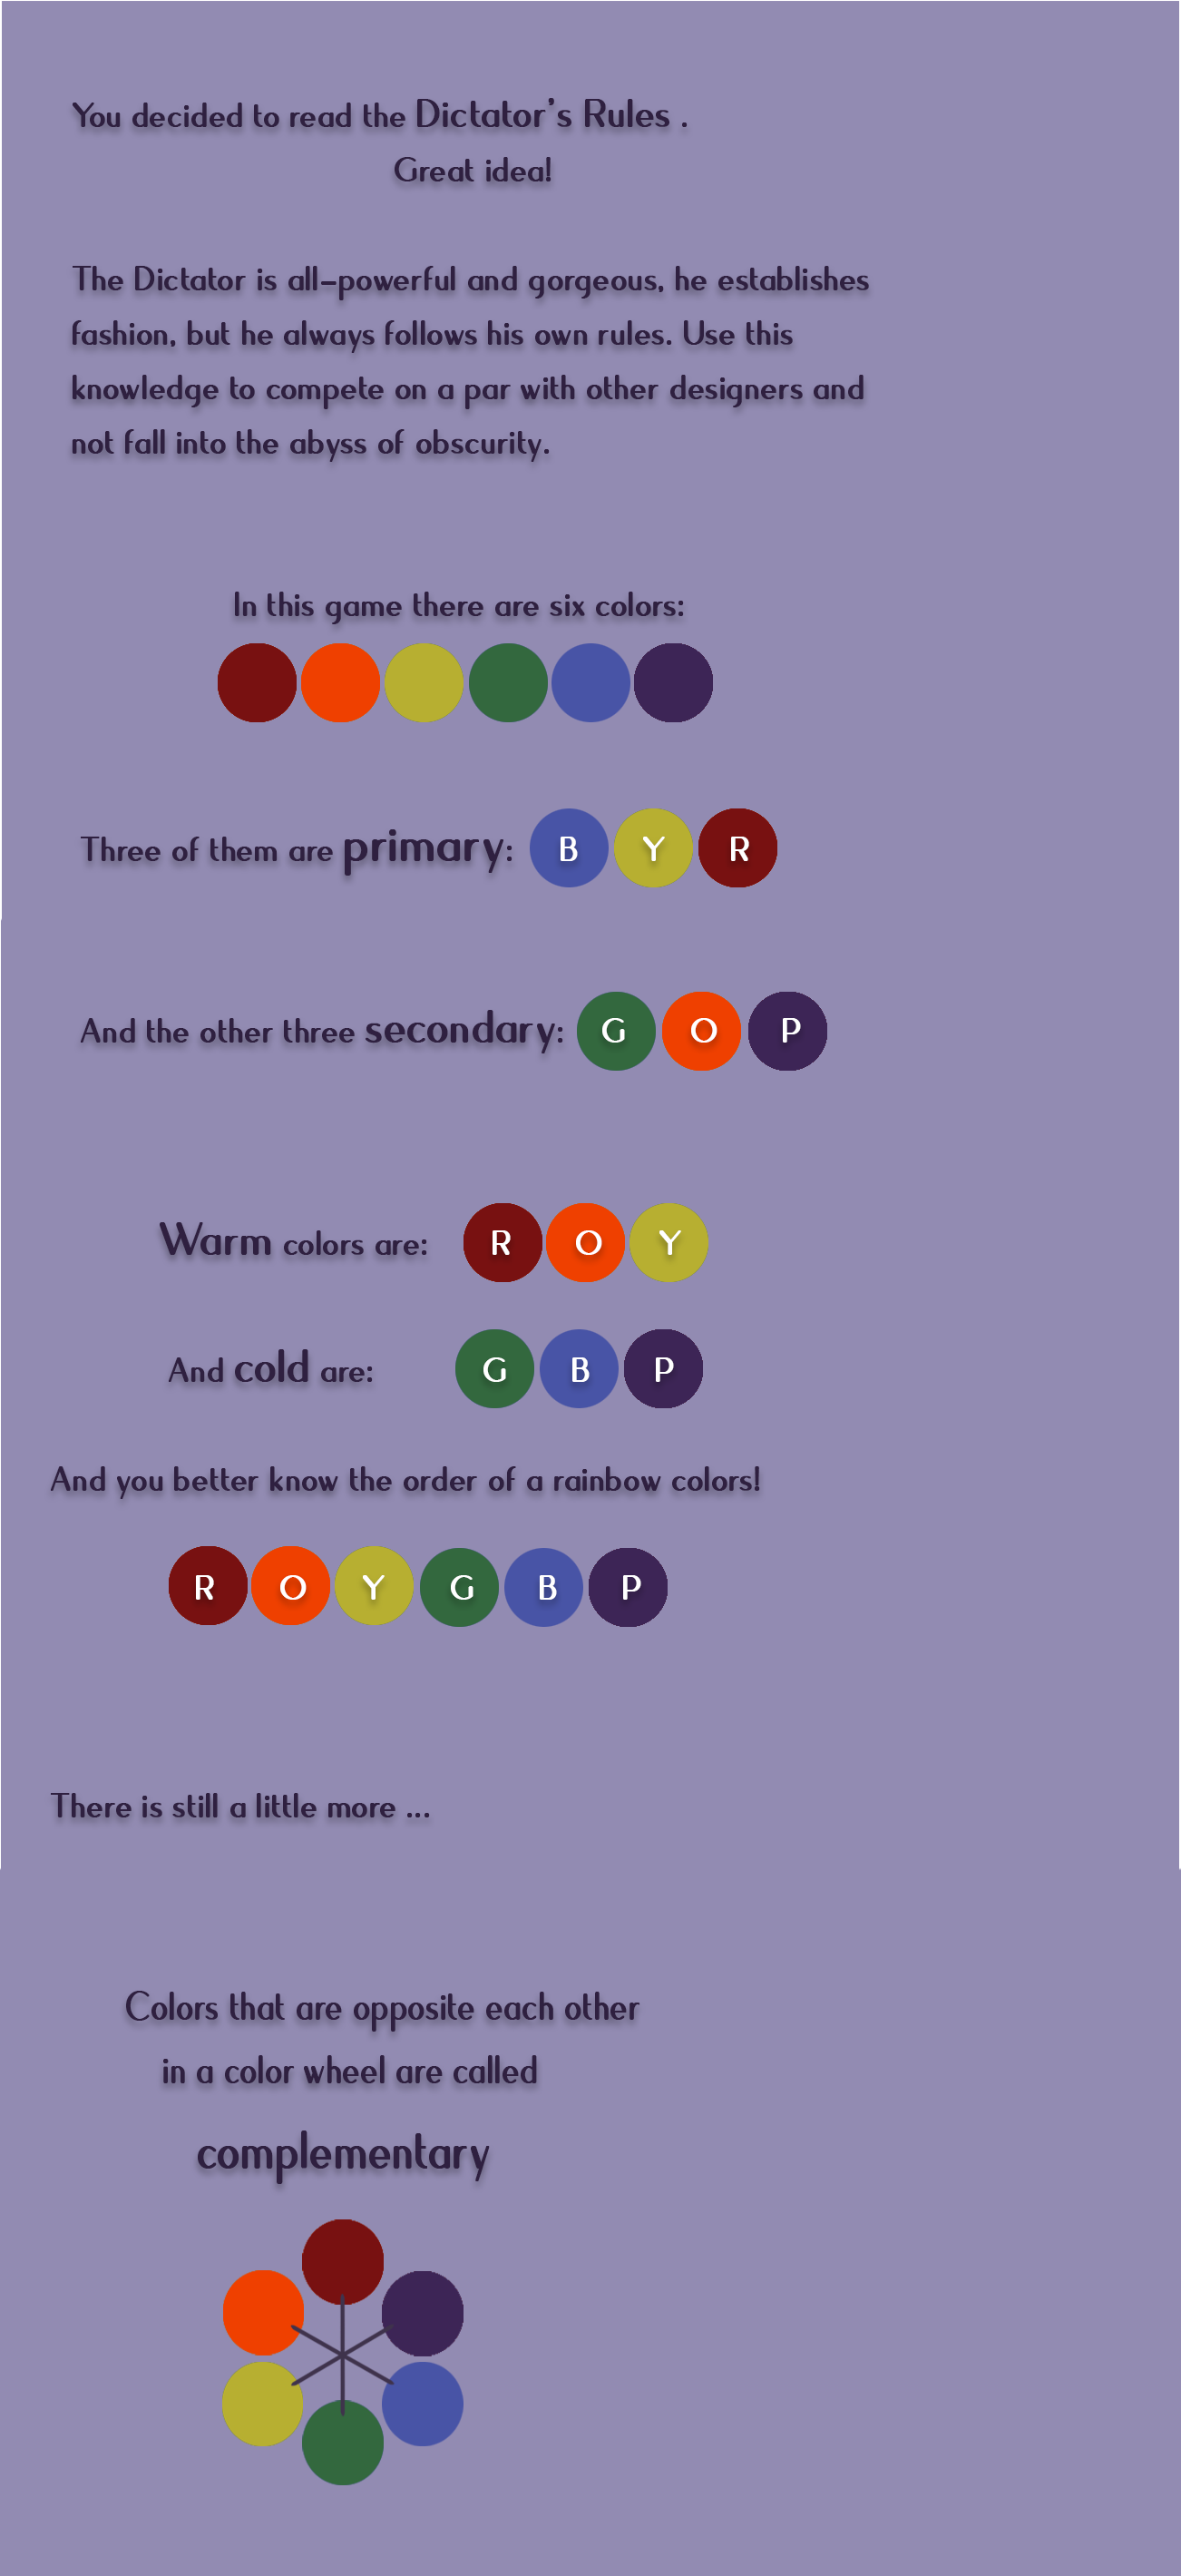 You decided to read the Dictator's Rules .
Great idea!
The Dictator is all-powerful and gorgeous, he establishes
fashion, but he always follows his own rules. Use this
knowledge to compete on a par with other designers and
not fall into the abyss of obscurity.
In this game there are six colors:
Three of them are primary: B Y R
And the other three secondary: G O P
Warm colors are: R O Y
And cold are: G B P
And you better know the order of a rainbow colors!
R O Y G B P
There is still a little more ...
Colors that are opposite each other
in a color wheel are called
complementary